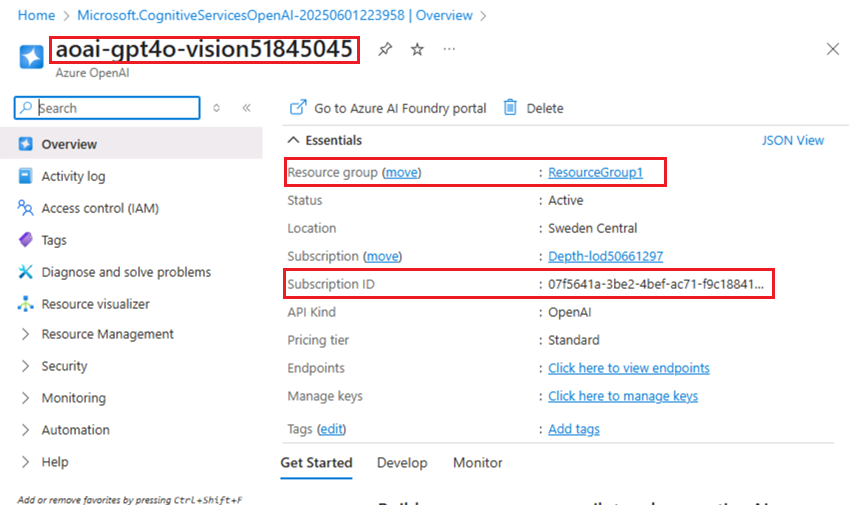 Home > Microsoft.CognitiveServicesOpenAI-20250601223958 | Overview >
aoai-gpt4o-vision51845045
Azure OpenAI
Search
Overview
Activity log
Access control (IAM)
Tags
Diagnose and solve problems
Resource visualizer
Resource Management
Security
Monitoring
Automation
Help
Add or remove favorites by pressing Ctrl+Shift+F
Go to Azure AI Foundry portal Delete
Essentials JSON View
Resource group (move) : ResourceGroup1
Status : Active
Location : Sweden Central
Subscription (move) : Depth-lod50661297
Subscription ID : 07f5641a-3be2-4bef-ac71-f9c18841...
API Kind : OpenAI
Pricing tier : Standard
Endpoints : Click here to view endpoints
Manage keys : Click here to manage keys
Tags (edit) : Add tags
Get Started Develop Monitor